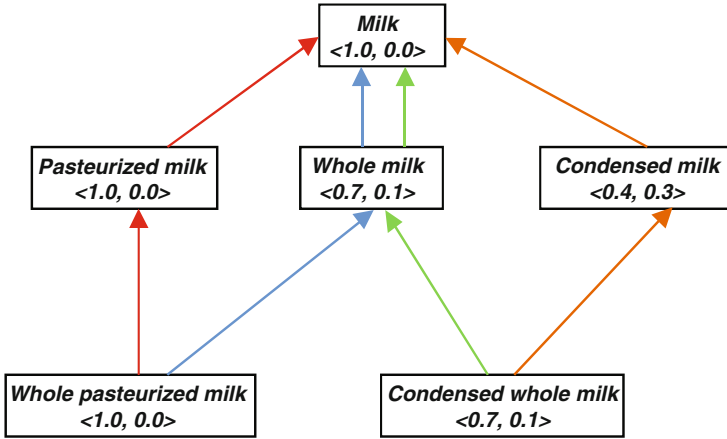 Milk
<1.0, 0.0>
Pasteurized milk
<1.0, 0.0>
Whole milk
<0.7, 0.1>
Condensed milk
<0.4, 0.3>
Whole pasteurized milk
<1.0, 0.0>
Condensed whole milk
<0.7, 0.1>